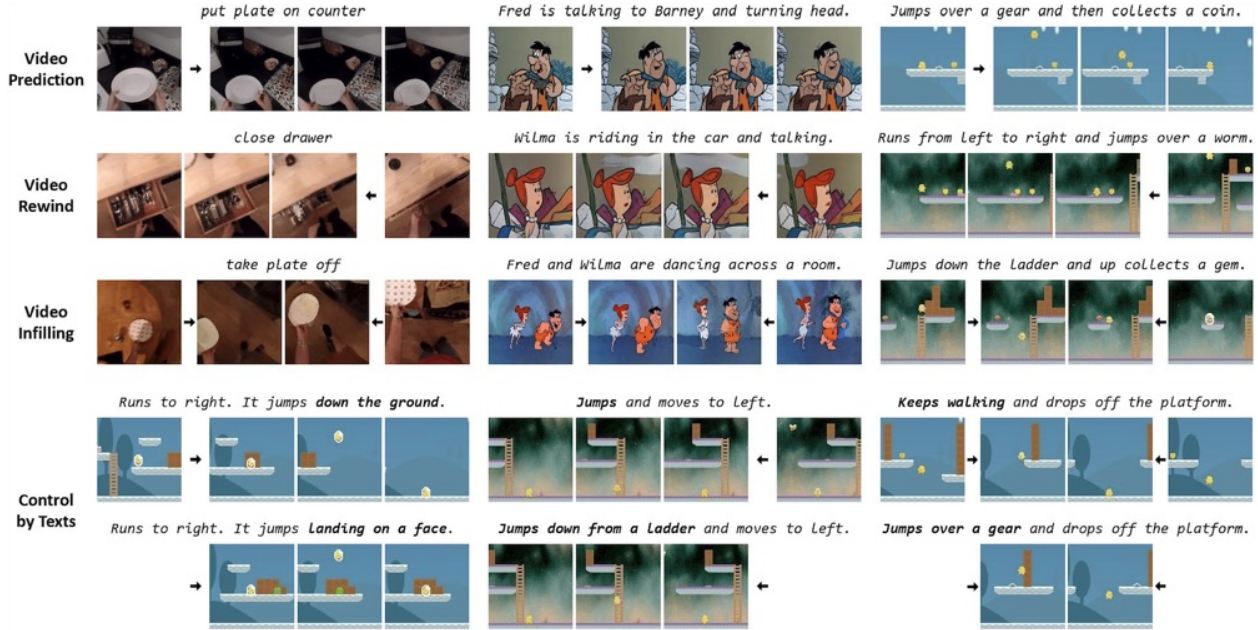 put plate on counter
Fred is talking to Barney and turning head.
Jumps over a gear and then collects a coin.
Video
Prediction
close drawer
Wilma is riding in the car and talking.
Runs from left to right and jumps over a worm.
Video
Rewind
take plate off
Fred and Wilma are dancing across a room.
Jumps down the Ladder and up collects a gem.
Video
Infilling
Runs to right. It jumps down the ground.
Jumps and moves to left.
Keeps walking and drops off the platform.
Control
by Texts
Runs to right. It jumps landing on a face.
Jumps down from a ladder and moves to left.
Jumps over a gear and drops off the platform.